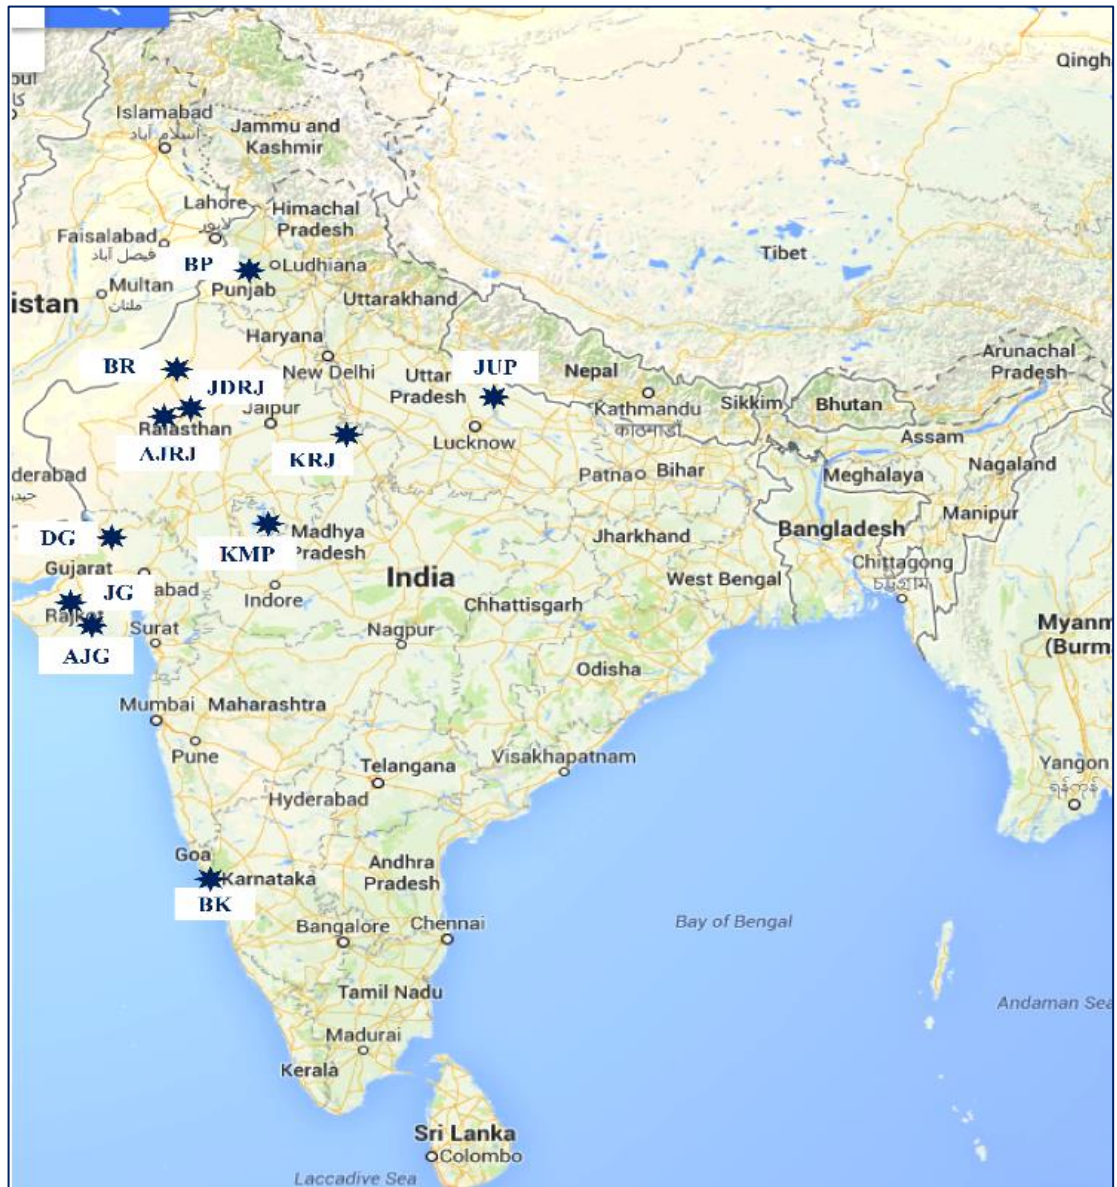 Qingh
Islamabad
اسلام آباد
Jammu and
Kashmir
Lahore
لاہور
Himachal
Pradesh
Faisalabad
فیصل آباد
Tibet
BP
Ludhiana
Multan
ملتان
Punjab
istan
Uttarakhand
Haryana
New Delhi
BR
JDRJ
Uttar
Pradesh
JUP
Nepal
Arunachal
Pradesh
Jaipur
Kathmandu
Sikkim
Bhutan
Rajasthan
AJRJ
KRJ
Lucknow
Assam
Patna
Bihar
Meghalaya
Nagaland
derabad
Manipur
DG
KMP
Madhya
Pradesh
Bangladesh
Jharkhand
Gujarat
India
Chittagong
JG
abad
Indore
West Bengal
Chhattisgarh
Rajkot
Surat
Nagpur
Myanm
(Burm
AJG
Odisha
Mumbai
Maharashtra
Pune
Telangana
Visakhapatnam
Yangon
Hyderabad
Goa
Andhra
Pradesh
Karnataka
BK
Bangalore
Chennai
Bay of Bengal
Tamil Nadu
Andaman Sea
Madurai
Kerala
Sri Lanka
Colombo
Laccadive Sea